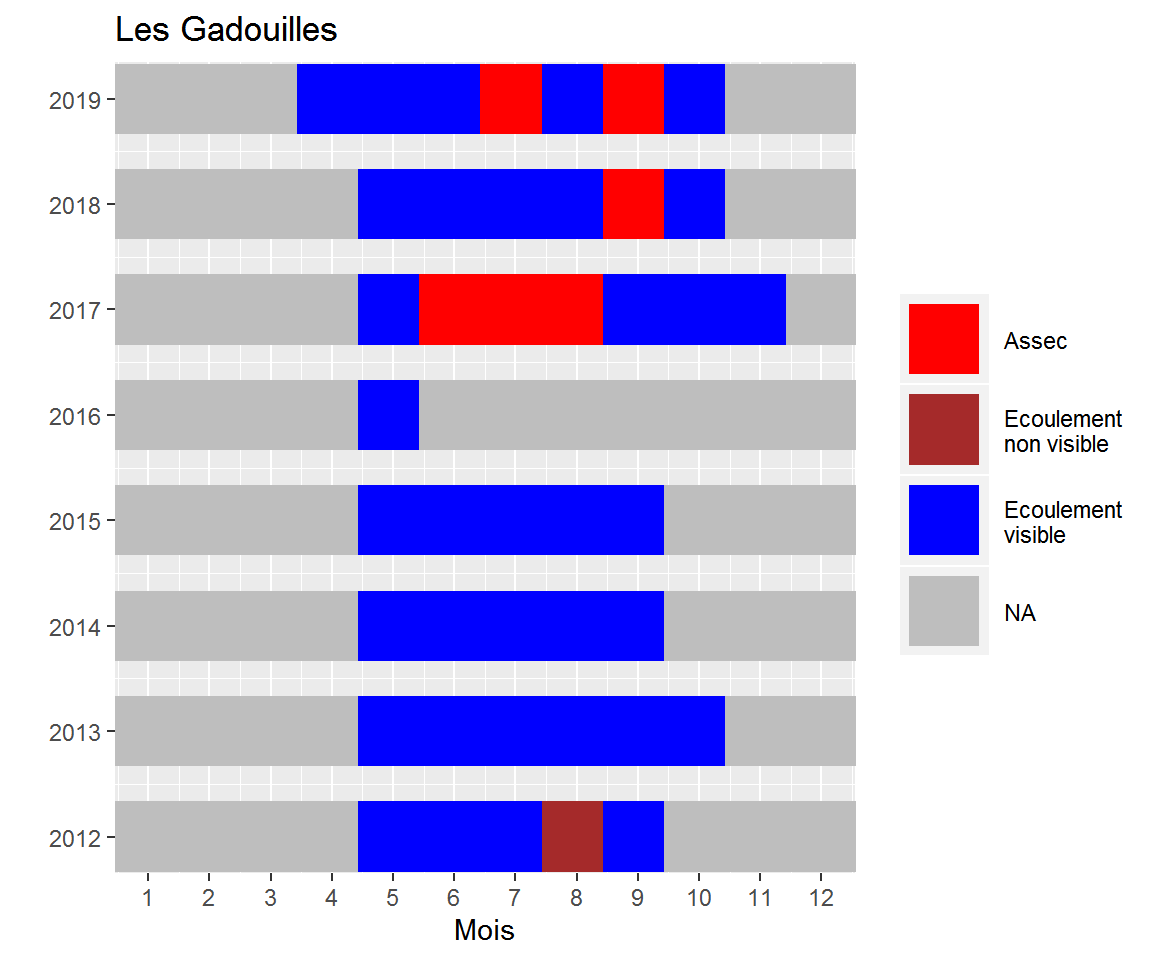 Les Gadouilles
2019
2018
2017
2016
2015
2014
2013
2012
1 2 3 4 5 6 7 8 9 10 11 12
Mois
Assec
Ecoulement
non visible
Ecoulement
visible
NA